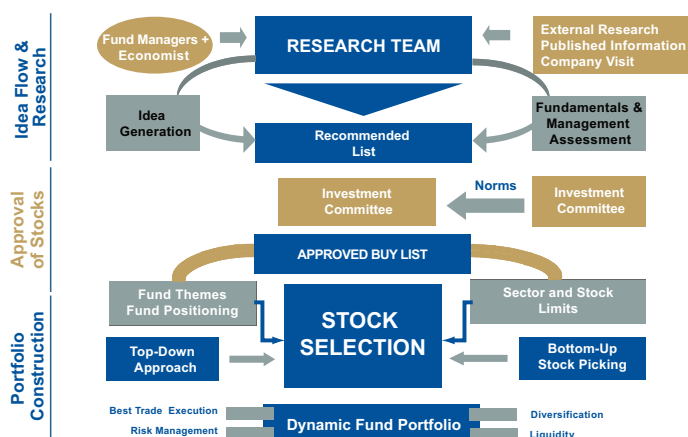 Idea Flow &
Research
Fund Managers +
Economist
RESEARCH TEAM
External Research
Published Information
Company Visit
Idea
Generation
Recommended
List
Fundamentals &
Management
Assessment
Approval
of Stocks
Investment
Committee
Norms
Investment
Committee
APPROVED BUY LIST
Portfolio
Construction
Fund Themes
Fund Positioning
STOCK
SELECTION
Sector and Stock
Limits
Top-Down
Approach
Bottom-Up
Stock Picking
Best Trade Execution
Risk Management
Dynamic Fund Portfolio
Diversification
Liquidity